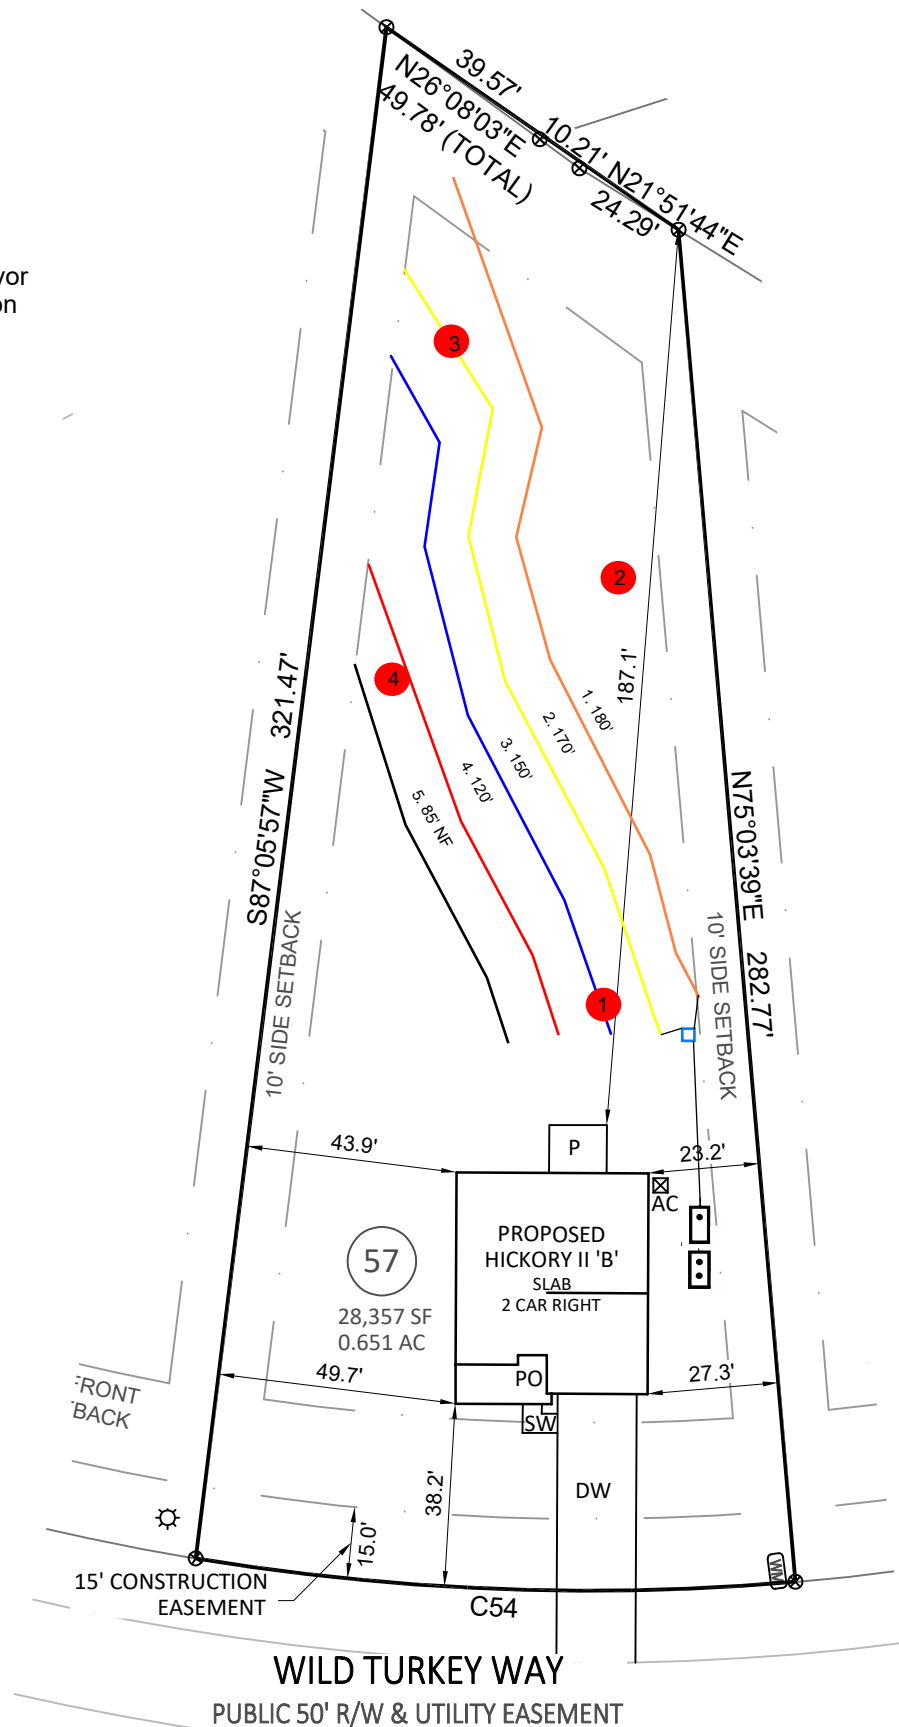 39.57'
N26°08'03"E
49.78' (TOTAL)
10.21'
N21°51'44"E
24.29'
yor
on
3
2
187.1'
4
1. 180'
2. 170'
3. 150'
4. 120'
5. 85' NF
S87°05'57"W 321.47'
N75°03'39"E 282.77'
10' SIDE SETBACK
10' SIDE SETBACK
1
43.9'
P
23.2'
AC
PROPOSED
HICKORY II 'B'
SLAB
2 CAR RIGHT
57
28,357 SF
0.651 AC
49.7'
PO
27.3'
FRONT
BACK
SW
38.2'
DW
15.0'
WM
15' CONSTRUCTION
EASEMENT
C54
WILD TURKEY WAY
PUBLIC 50' R/W & UTILITY EASEMENT